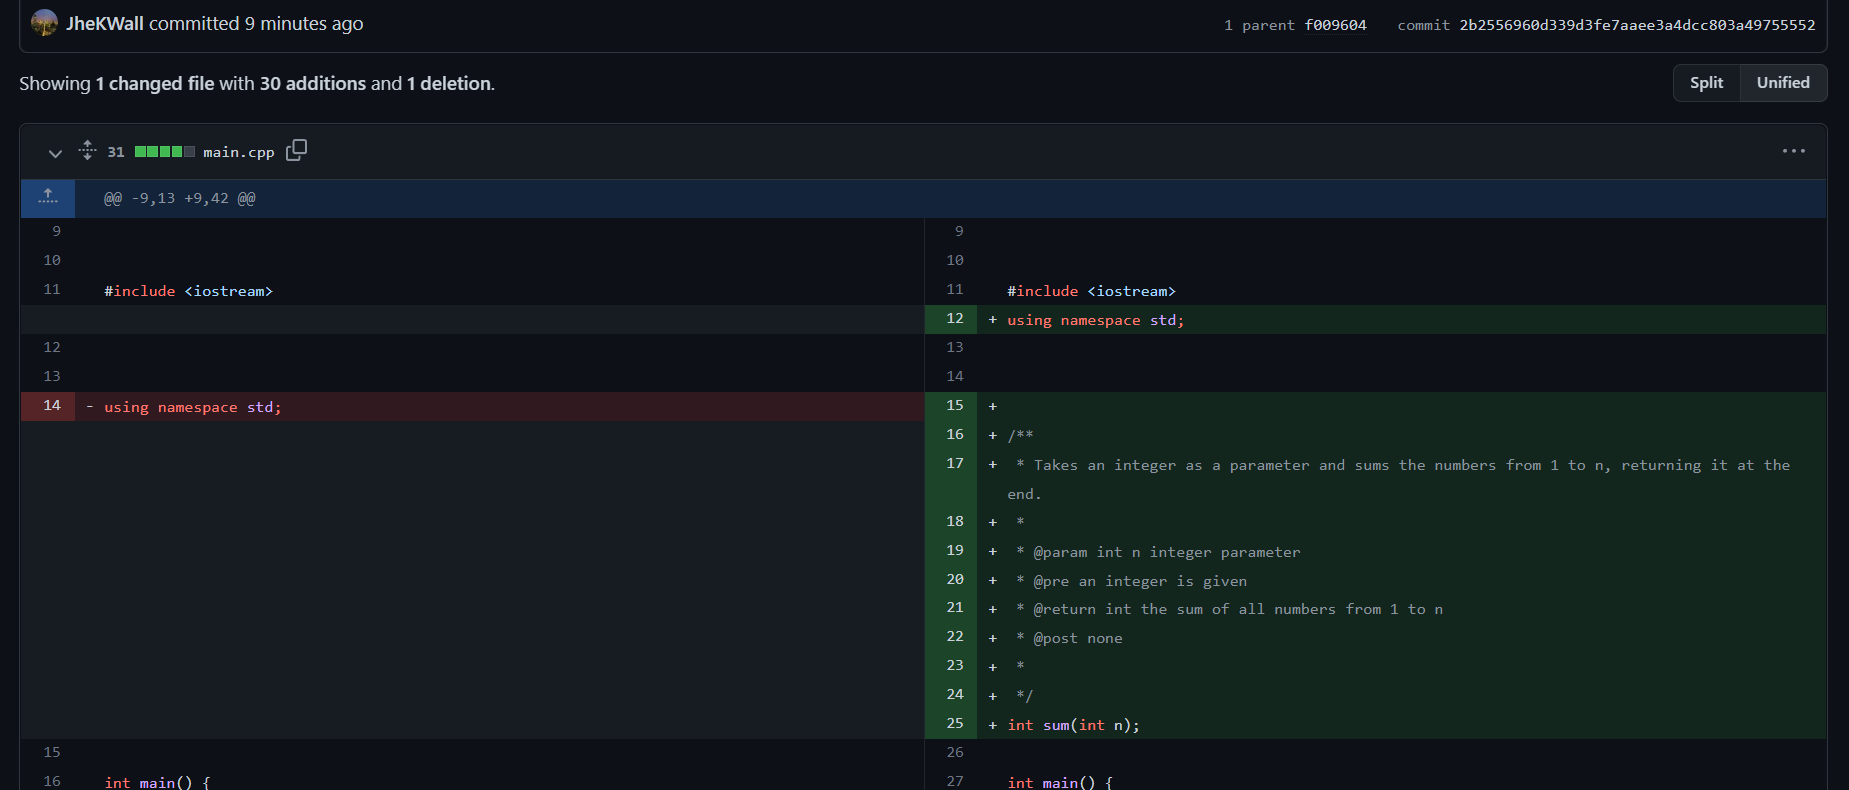 JheKWall committed 9 minutes ago 1 parent f009604 commit 2b2556960d339d3fe7aaee3a4dcc803a49755552
Showing 1 changed file with 30 additions and 1 deletion. Split Unified
31 main.cpp
@@ -9,13 +9,42 @@
9 9
10 10
11 #include <iostream> 11 #include <iostream>
12 + using namespace std;
12 13
13 14
14 - using namespace std; 15 +
16 + /**
17 + * Takes an integer as a parameter and sums the numbers from 1 to n, returning it at the
end.
18 + *
19 + * @param int n integer parameter
20 + * @pre an integer is given
21 + * @return int the sum of all numbers from 1 to n
22 + * @post none
23 + *
24 + */
25 + int sum(int n);
15 26
16 int main() { 27 int main() {